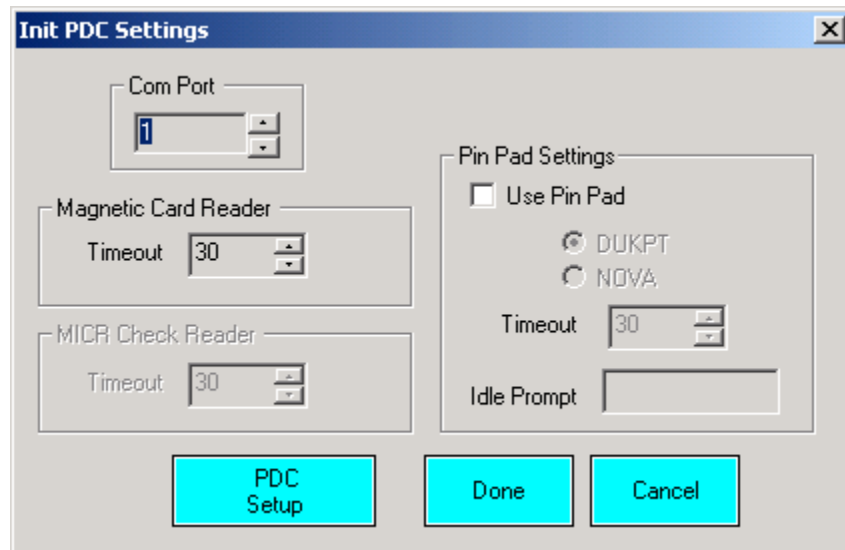 Init PDC Settings
Com Port
1
Magnetic Card Reader
Timeout 30
MICR Check Reader
Timeout 30
Pin Pad Settings
Use Pin Pad
DUKPT
NOVA
Timeout 30
Idle Prompt
PDC
Setup
Done
Cancel